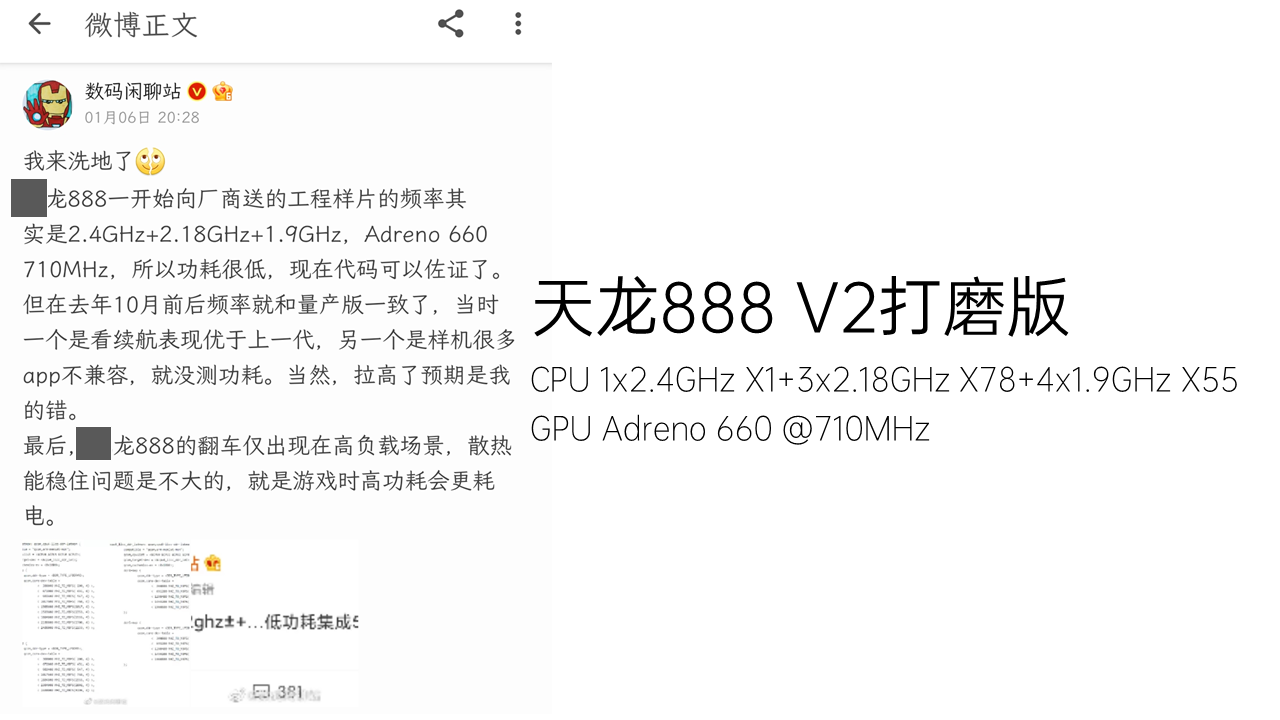 微博正文
数码闲聊站
01月06日 20:28
我来洗地了
龙888一开始向厂商送的工程样片的频率其
实是2.4GHz+2.18GHz+1.9GHz，Adreno 660
710MHz，所以功耗很低，现在代码可以佐证了。
但在去年10月前后频率就和量产版一致了，当时
一个是看续航表现优于上一代，另一个是样机很多
app不兼容，就没测功耗。当然，拉高了预期是我
的错。
最后,龙888的翻车仅出现在高负载场景，散热
能稳住问题是不大的，就是游戏时高功耗会更耗
电。
ghz±+...低功耗集成5
381
天龙888 V2打磨版
CPU 1x2.4GHz X1+3x2.18GHz X78+4x1.9GHz X55
GPU Adreno 660 @710MHz